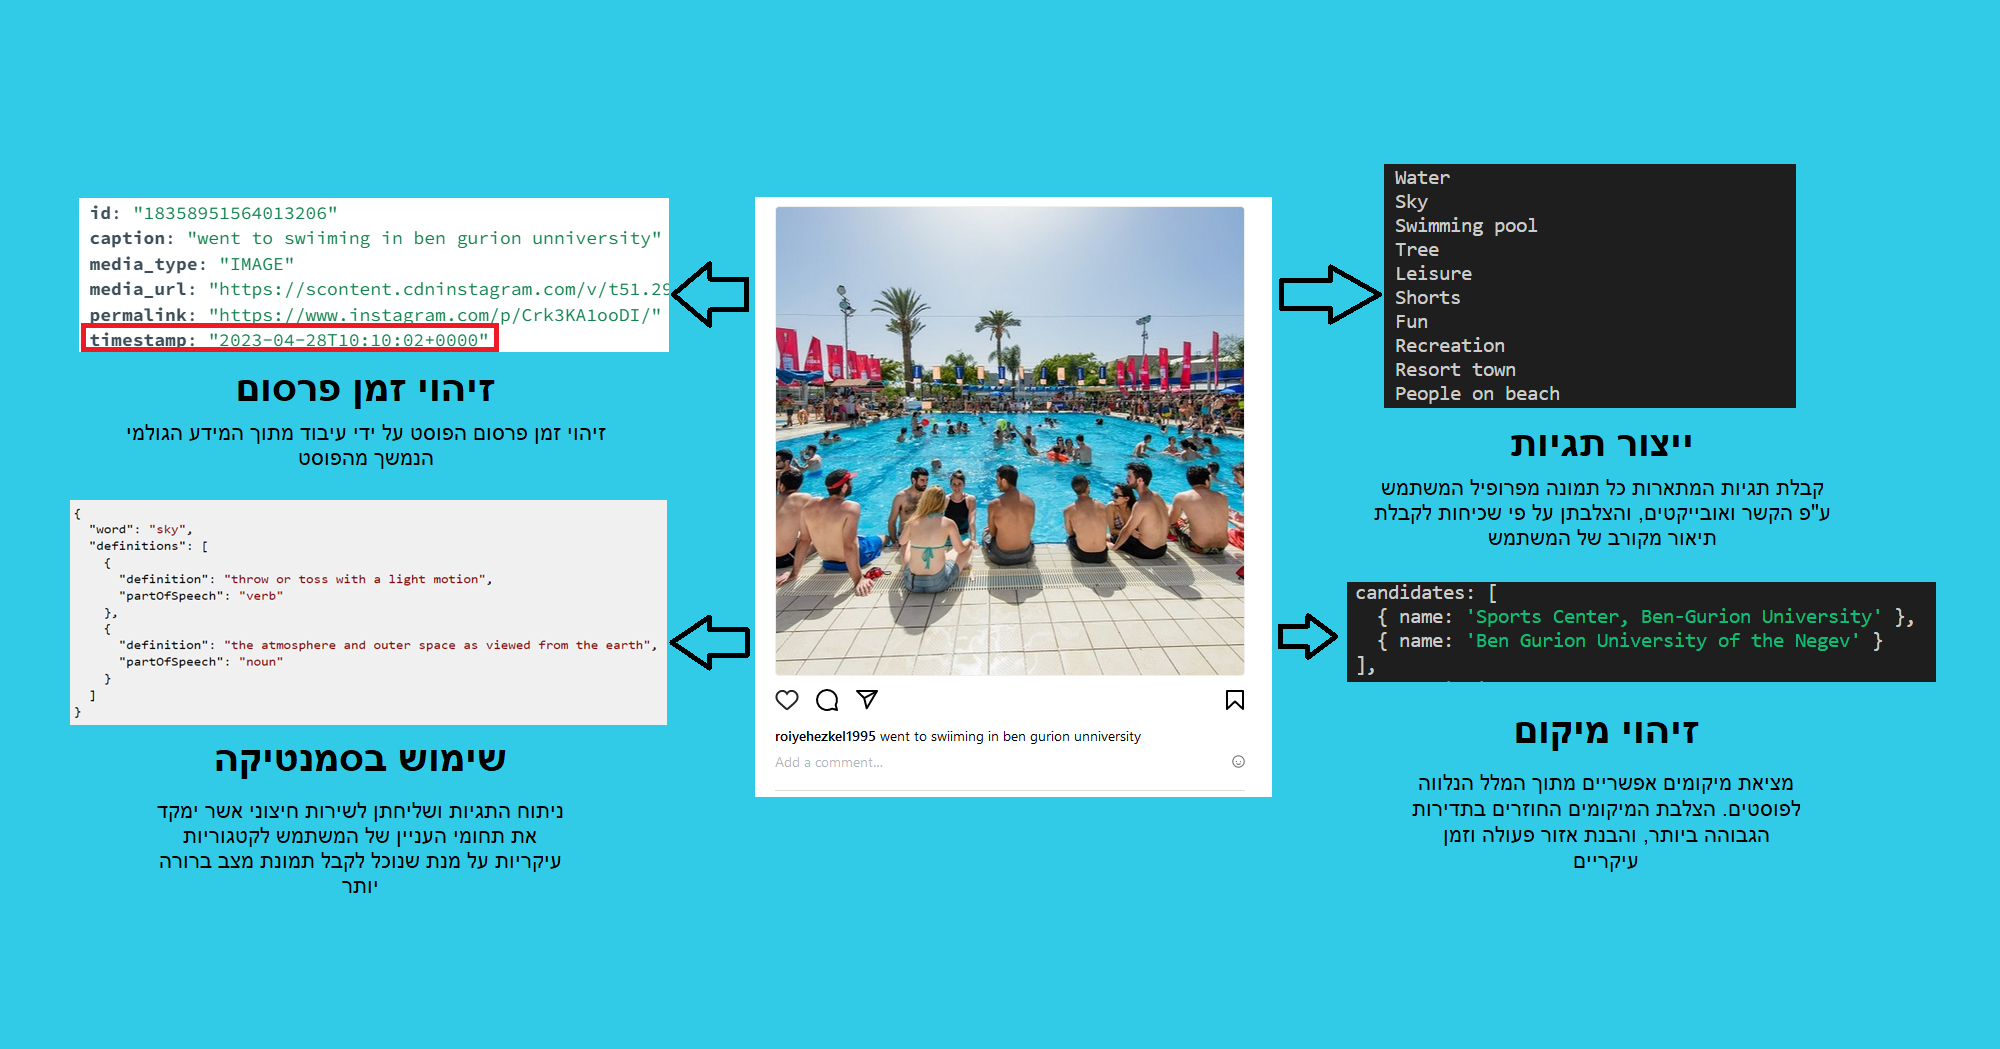 id: "18358951564013206"
caption: "went to swiiming in ben gurion unniversity"
media_type: "IMAGE"
media_url: "https://scontent.cdninstagram.com/v/t51.29
permalink: "https://www.instagram.com/p/Crk3KA1ooDI/"
timestamp: "2023-04-28T10:10:02+0000"
זיהוי זמן פרסום
זיהוי זמן פרסום הפוסט על ידי עיבוד מתוך המידע הגולמי
הנמשך מהפוסט
{
"word": "sky",
"definitions": [
{
"definition": "throw or toss with a light motion",
"partOfSpeech": "verb"
},
{
"definition": "the atmosphere and outer space as viewed from the earth",
"partOfSpeech": "noun"
}
]
}
שימוש בסמנטיקה
ניתוח התגיות ושליחתן לשירות חיצוני אשר ימקד
את תחומי העניין של המשתמש לקטגוריות
עיקריות על מנת שנוכל לקבל תמונת מצב ברורה
יותר
roiyehezkel1995 went to swiiming in ben gurion unniversity
Add a comment...
Water
Sky
Swimming pool
Tree
Leisure
Shorts
Fun
Recreation
Resort town
People on beach
ייצור תגיות
קבלת תגיות המתארות כל תמונה מפרופיל המשתמש
ע"פ הקשר ואובייקטים, והצלבתן על פי שכיחות לקבלת
תיאור מקורב של המשתמש
candidates: [
{ name: 'Sports Center, Ben-Gurion University' },
{ name: 'Ben Gurion University of the Negev' }
],
זיהוי מיקום
מציאת מיקומים אפשריים מתוך המלל הנלווה
לפוסטים. הצלבת המיקומים החוזרים בתדירות
הגבוהה ביותר, והבנת אזור פעולה וזמן
עיקריים